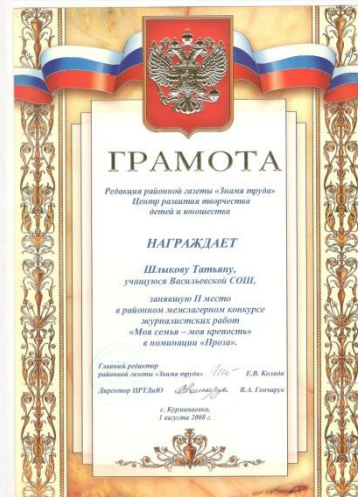 ГРАМОТА
Редакция районной газеты «Знамя труда»
Центр развития творчества
детей и юношества
НАГРАЖДАЕТ
Шлыкову Татьяну,
учащуюся Васильевской СОШ,
занявшую II место
в районном межлагерном конкурсе
журналистских работ
«Моя семья – моя крепость»
в номинации «Проза».
Главный редактор
районной газеты «Знамя труда» Е.В. Коляда
Директор ЦРТДиЮ В.А. Гончарук
с. Курманаевка,
1 августа 2008 г.